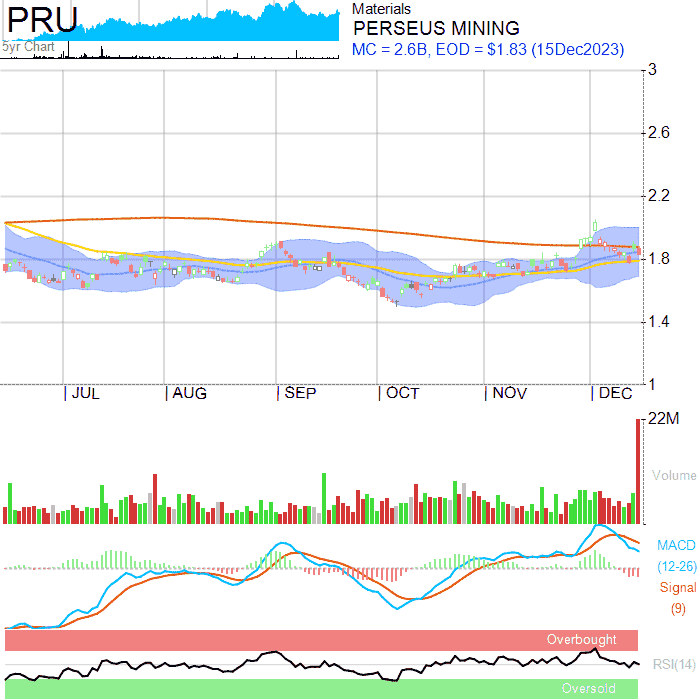 PRU
5yr Chart
Materials
PERSEUS MINING
MC = 2.6B, EOD = $1.83 (15Dec2023)
3
2.6
2.2
1.8
1.4
1
JUL
AUG
SEP
OCT
NOV
DEC
22M
Volume
MACD
(12-26)
Signal
(9)
Overbought
RSI(14)
Oversold